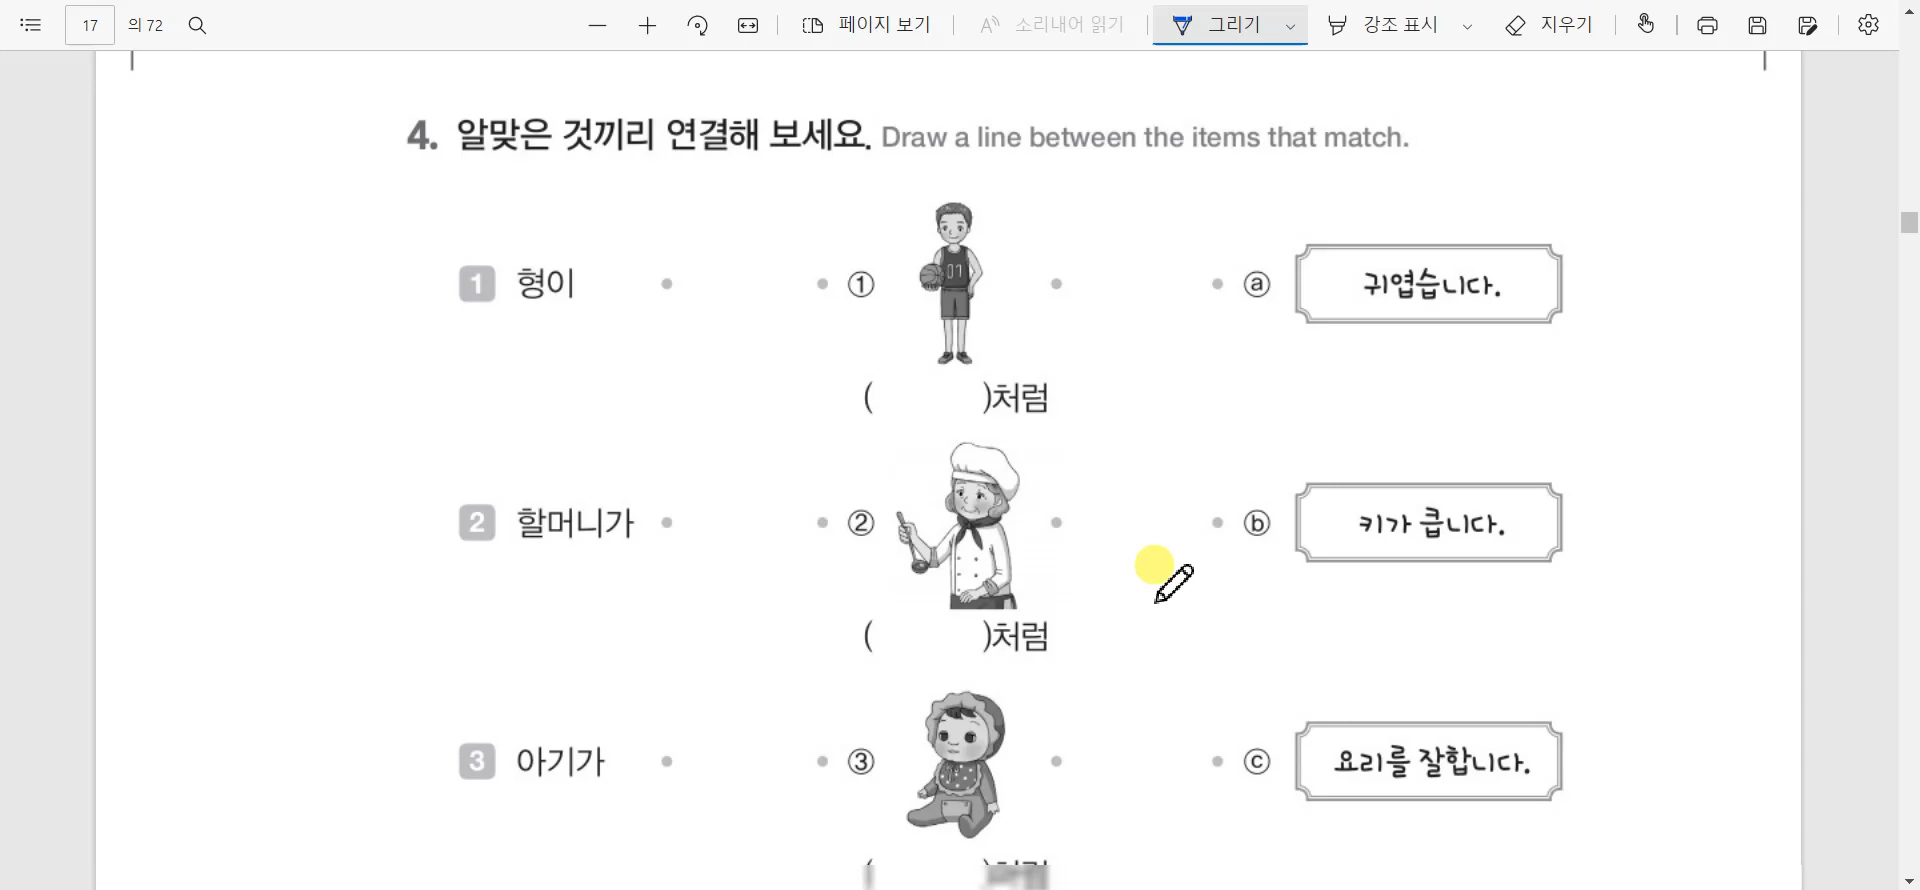 17 의 72 페이지 보기 소리내어 읽기 그리기 강조 표시 지우기
4. 알맞은 것끼리 연결해 보세요. Draw a line between the items that match.
1 형이 ① ⓐ 귀엽습니다.
01
( )처럼
2 할머니가 ② ⓑ 키가 큽니다.
( )처럼
3 아기가 ③ ⓒ 요리를 잘합니다.